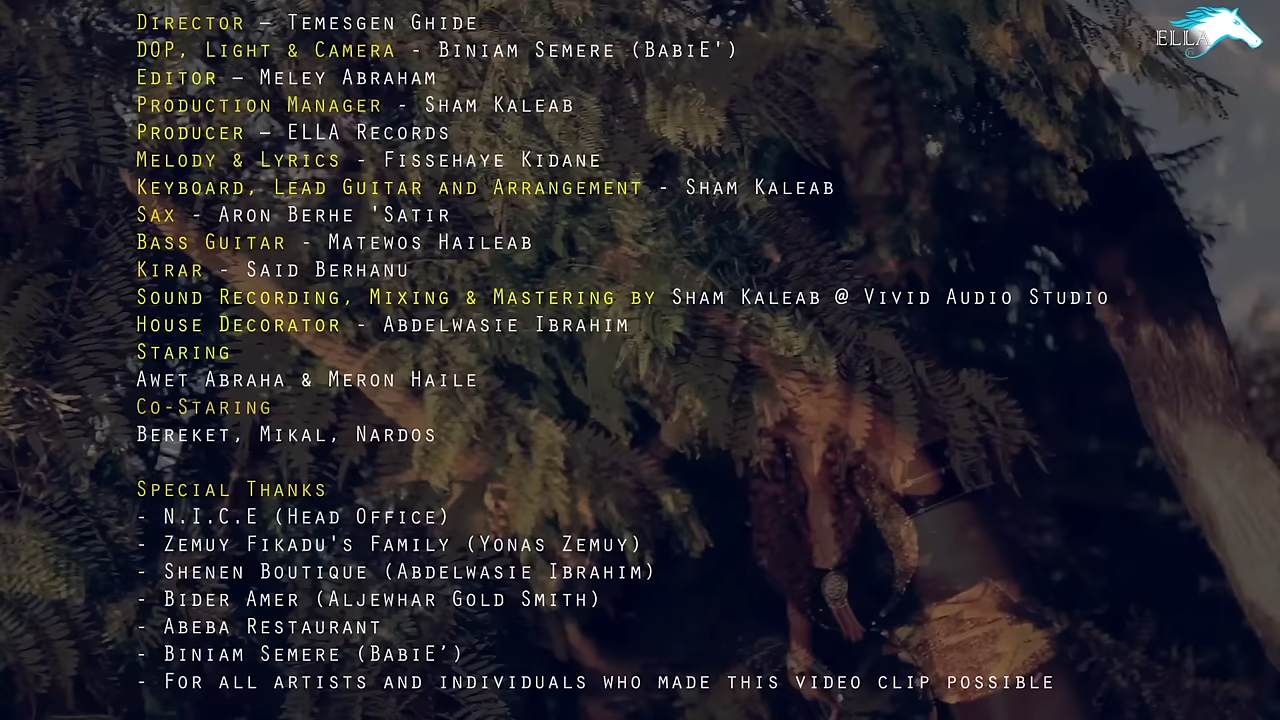 DIRECTOR – TEMESGEN GHIDE
DOP, LIGHT & CAMERA - BINIAM SEMERE (BABIE')
EDITOR – MELEY ABRAHAM
PRODUCTION MANAGER - SHAM KALEAB
PRODUCER – ELLA RECORDS
MELODY & LYRICS - FISSEHAYE KIDANE
KEYBOARD, LEAD GUITAR AND ARRANGEMENT - SHAM KALEAB
SAX - ARON BERHE 'SATIR
BASS GUITAR - MATEWOS HAILEAB
KIRAR - SAID BERHANU
SOUND RECORDING, MIXING & MASTERING BY SHAM KALEAB @ VIVID AUDIO STUDIO
HOUSE DECORATOR - ABDELWASIE IBRAHIM
STARING
AWET ABRAHA & MERON HAILE
CO-STARING
BEREKET, MIKAL, NARDOS
SPECIAL THANKS
- N.I.C.E (HEAD OFFICE)
- ZEMUY FIKADU'S FAMILY (YONAS ZEMUY)
- SHENEN BOUTIQUE (ABDELWASIE IBRAHIM)
- BIDER AMER (ALJEWHAR GOLD SMITH)
- ABEBA RESTAURANT
- BINIAM SEMERE (BABIE’)
- FOR ALL ARTISTS AND INDIVIDUALS WHO MADE THIS VIDEO CLIP POSSIBLE
ELLA